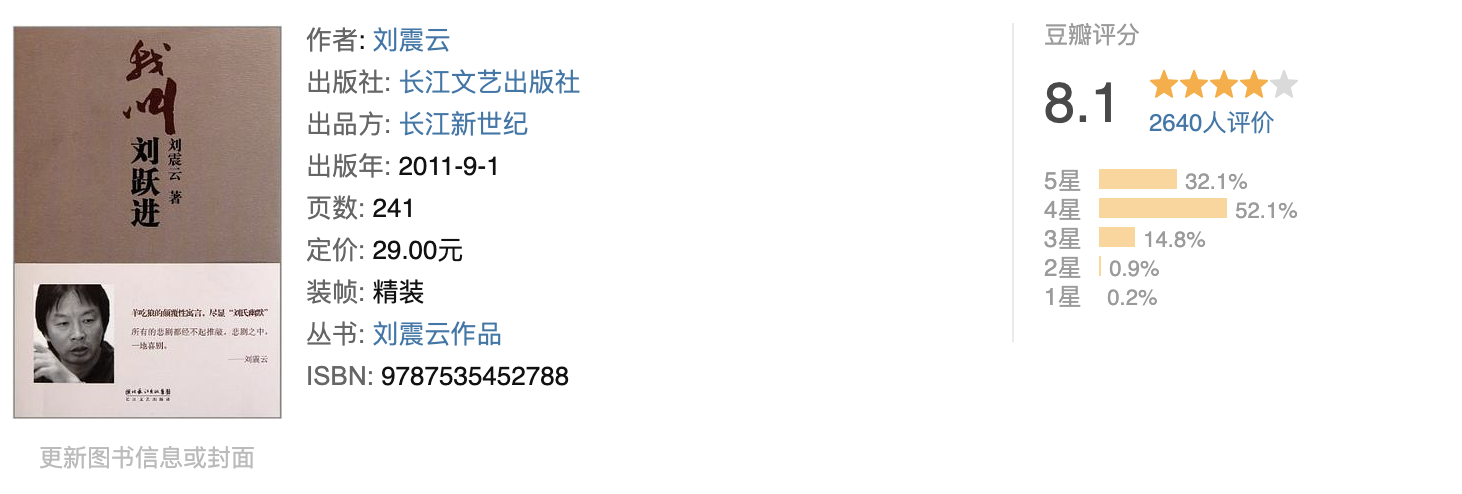 我叫
刘跃进
刘震云 著
羊吃狼的颠覆性寓言，尽显“刘氏幽默”
所有的悲剧都经不起推敲，悲剧之中，
一地喜剧。
——刘震云
更新图书信息或封面
作者: 刘震云
出版社: 长江文艺出版社
出品方: 长江新世纪
出版年: 2011-9-1
页数: 241
定价: 29.00元
装帧: 精装
丛书: 刘震云作品
ISBN: 9787535452788
豆瓣评分
8.1
2640人评价
5星 32.1%
4星 52.1%
3星 14.8%
2星 0.9%
1星 0.2%